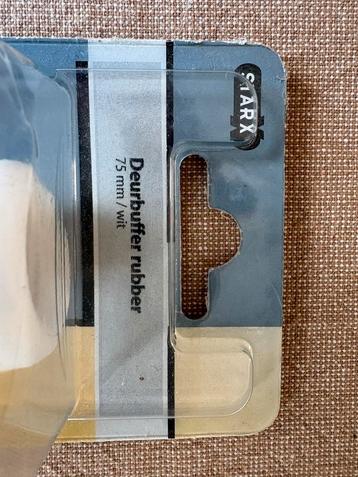 STARX
Deurbuffer rubber
75 mm / wit